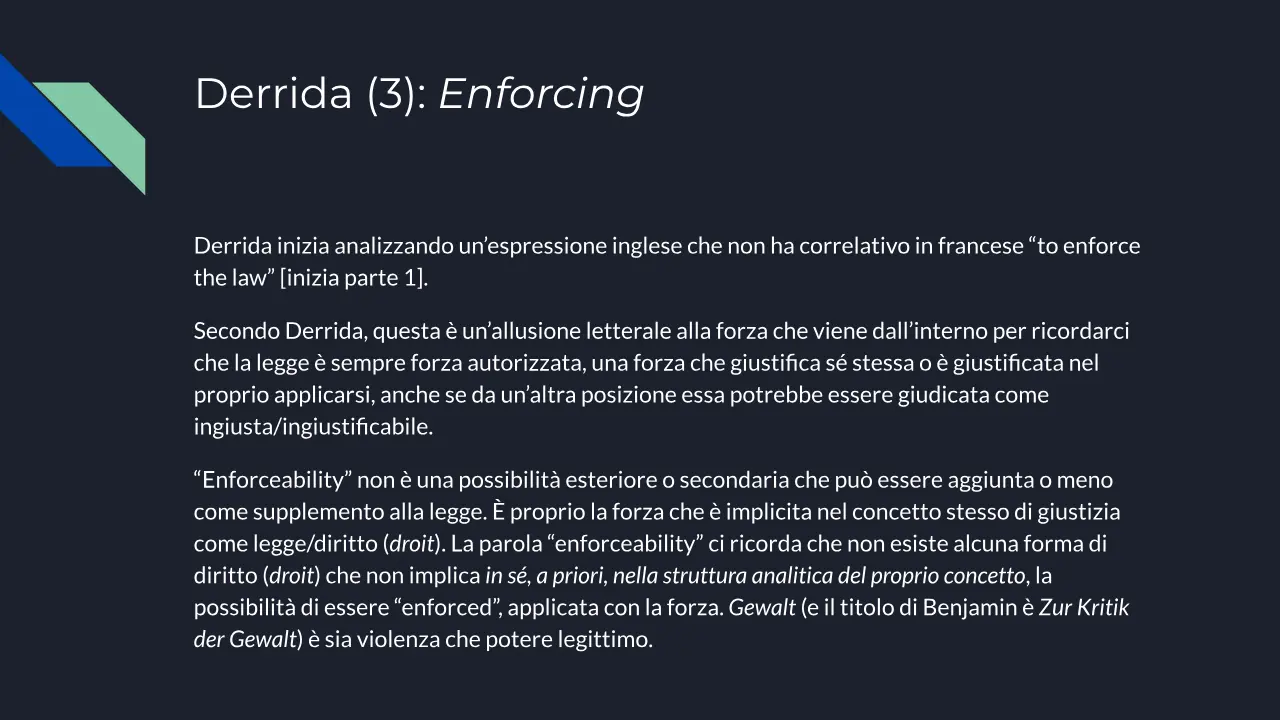 Derrida (3): Enforcing
Derrida inizia analizzando un’espressione inglese che non ha correlativo in francese “to enforce
the law” [inizia parte 1].
Secondo Derrida, questa è un’allusione letterale alla forza che viene dall’interno per ricordarci
che la legge è sempre forza autorizzata, una forza che giustifica sé stessa o è giustificata nel
proprio applicarsi, anche se da un’altra posizione essa potrebbe essere giudicata come
ingiusta/ingiustificabile.
“Enforceability” non è una possibilità esteriore o secondaria che può essere aggiunta o meno
come supplemento alla legge. È proprio la forza che è implicita nel concetto stesso di giustizia
come legge/diritto (droit). La parola “enforceability” ci ricorda che non esiste alcuna forma di
diritto (droit) che non implica in sé, a priori, nella struttura analitica del proprio concetto, la
possibilità di essere “enforced”, applicata con la forza. Gewalt (e il titolo di Benjamin è Zur Kritik
der Gewalt) è sia violenza che potere legittimo.